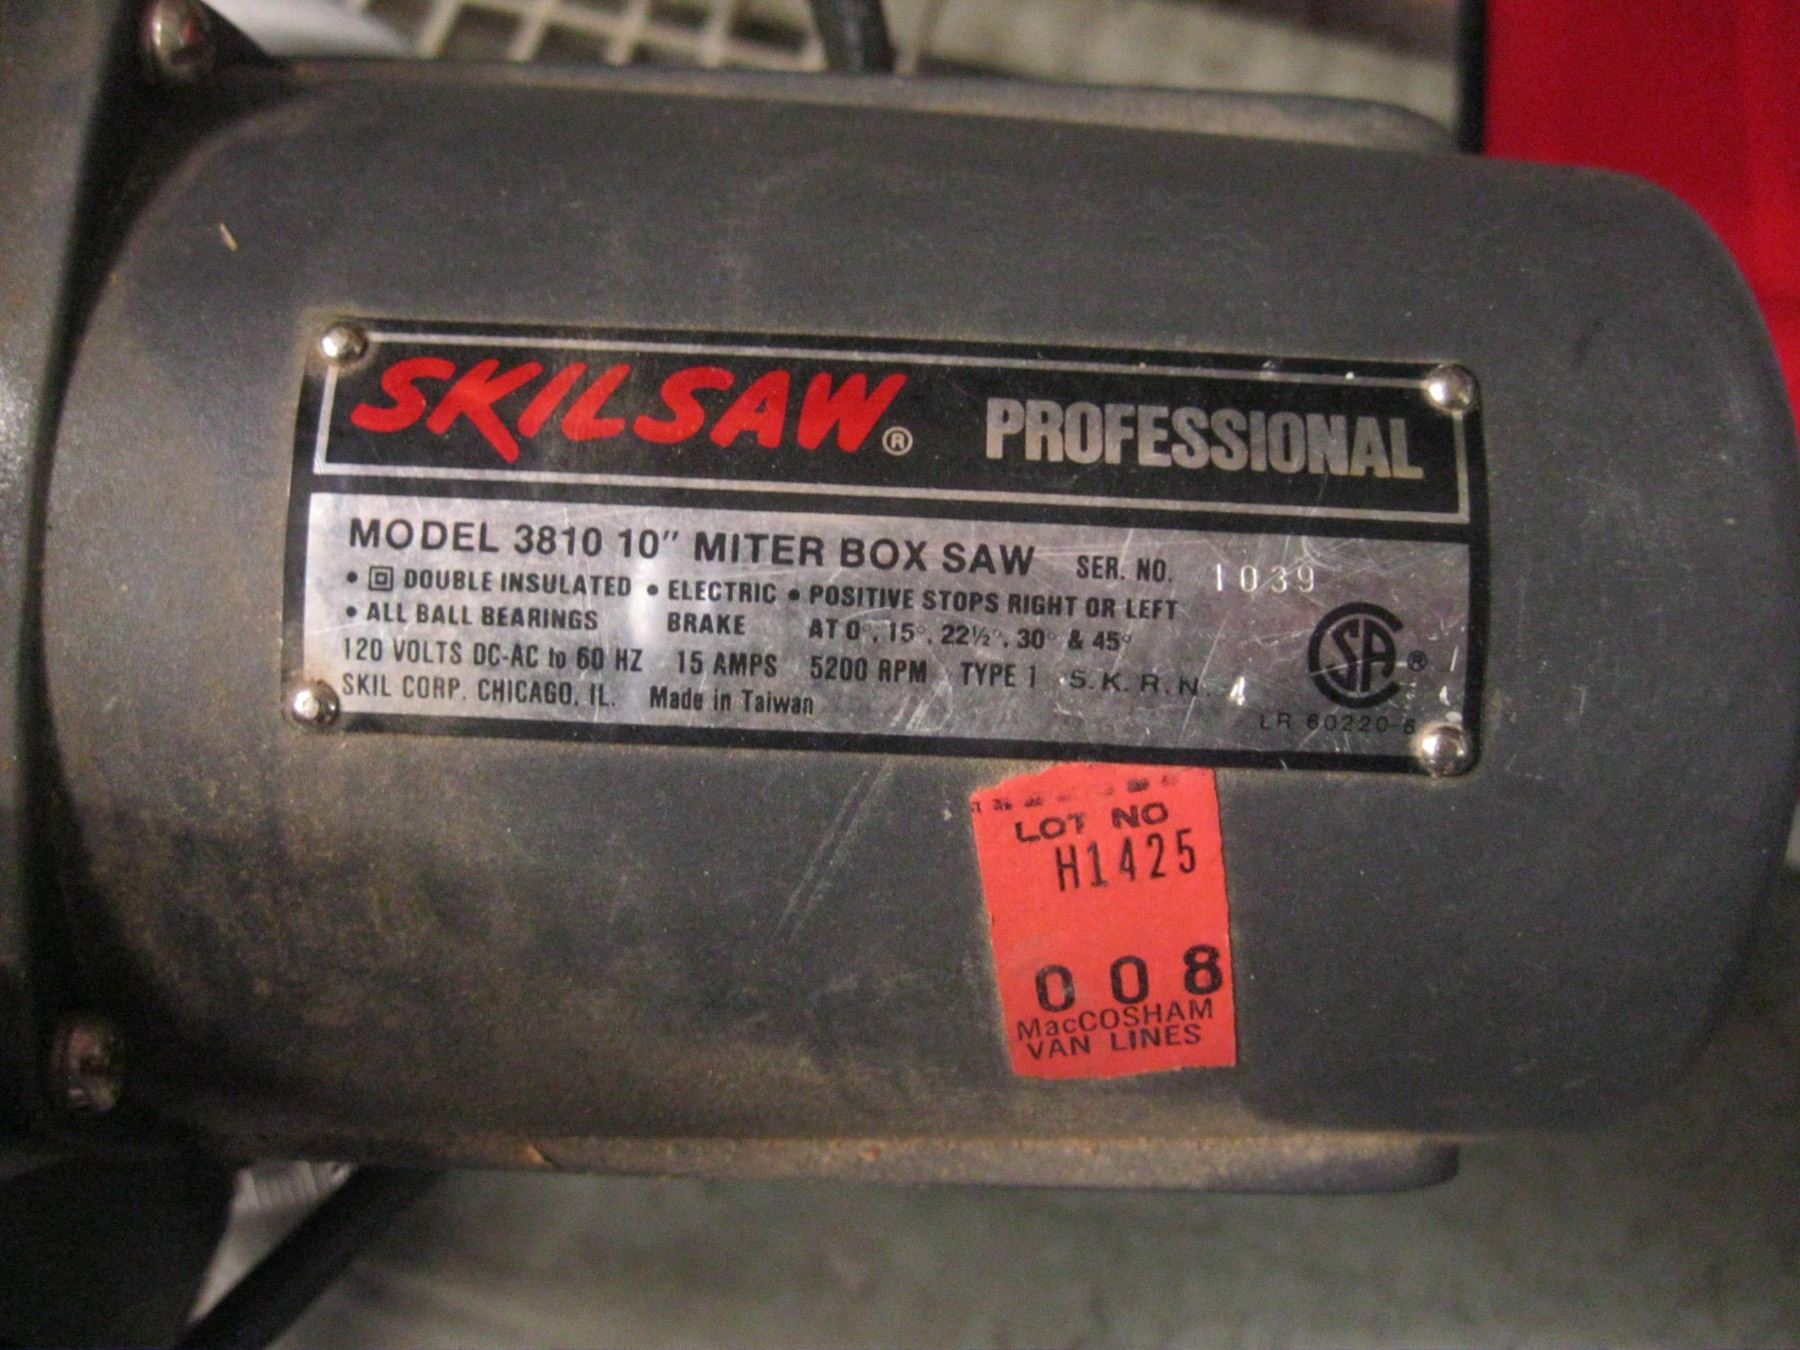 SKILSAW® PROFESSIONAL
MODEL 3810 10" MITER BOX SAW SER. NO. 1039
• DOUBLE INSULATED • ELECTRIC • POSITIVE STOPS RIGHT OR LEFT
• ALL BALL BEARINGS BRAKE AT 0°, 15°, 22½°, 30° & 45°
120 VOLTS DC-AC to 60 HZ 15 AMPS 5200 RPM TYPE 1 S.K.R.N. 4
SKIL CORP. CHICAGO, IL. Made in Taiwan
SA ®
LR 60220-6
LOT NO
H1425
008
MacCOSHAM
VAN LINES